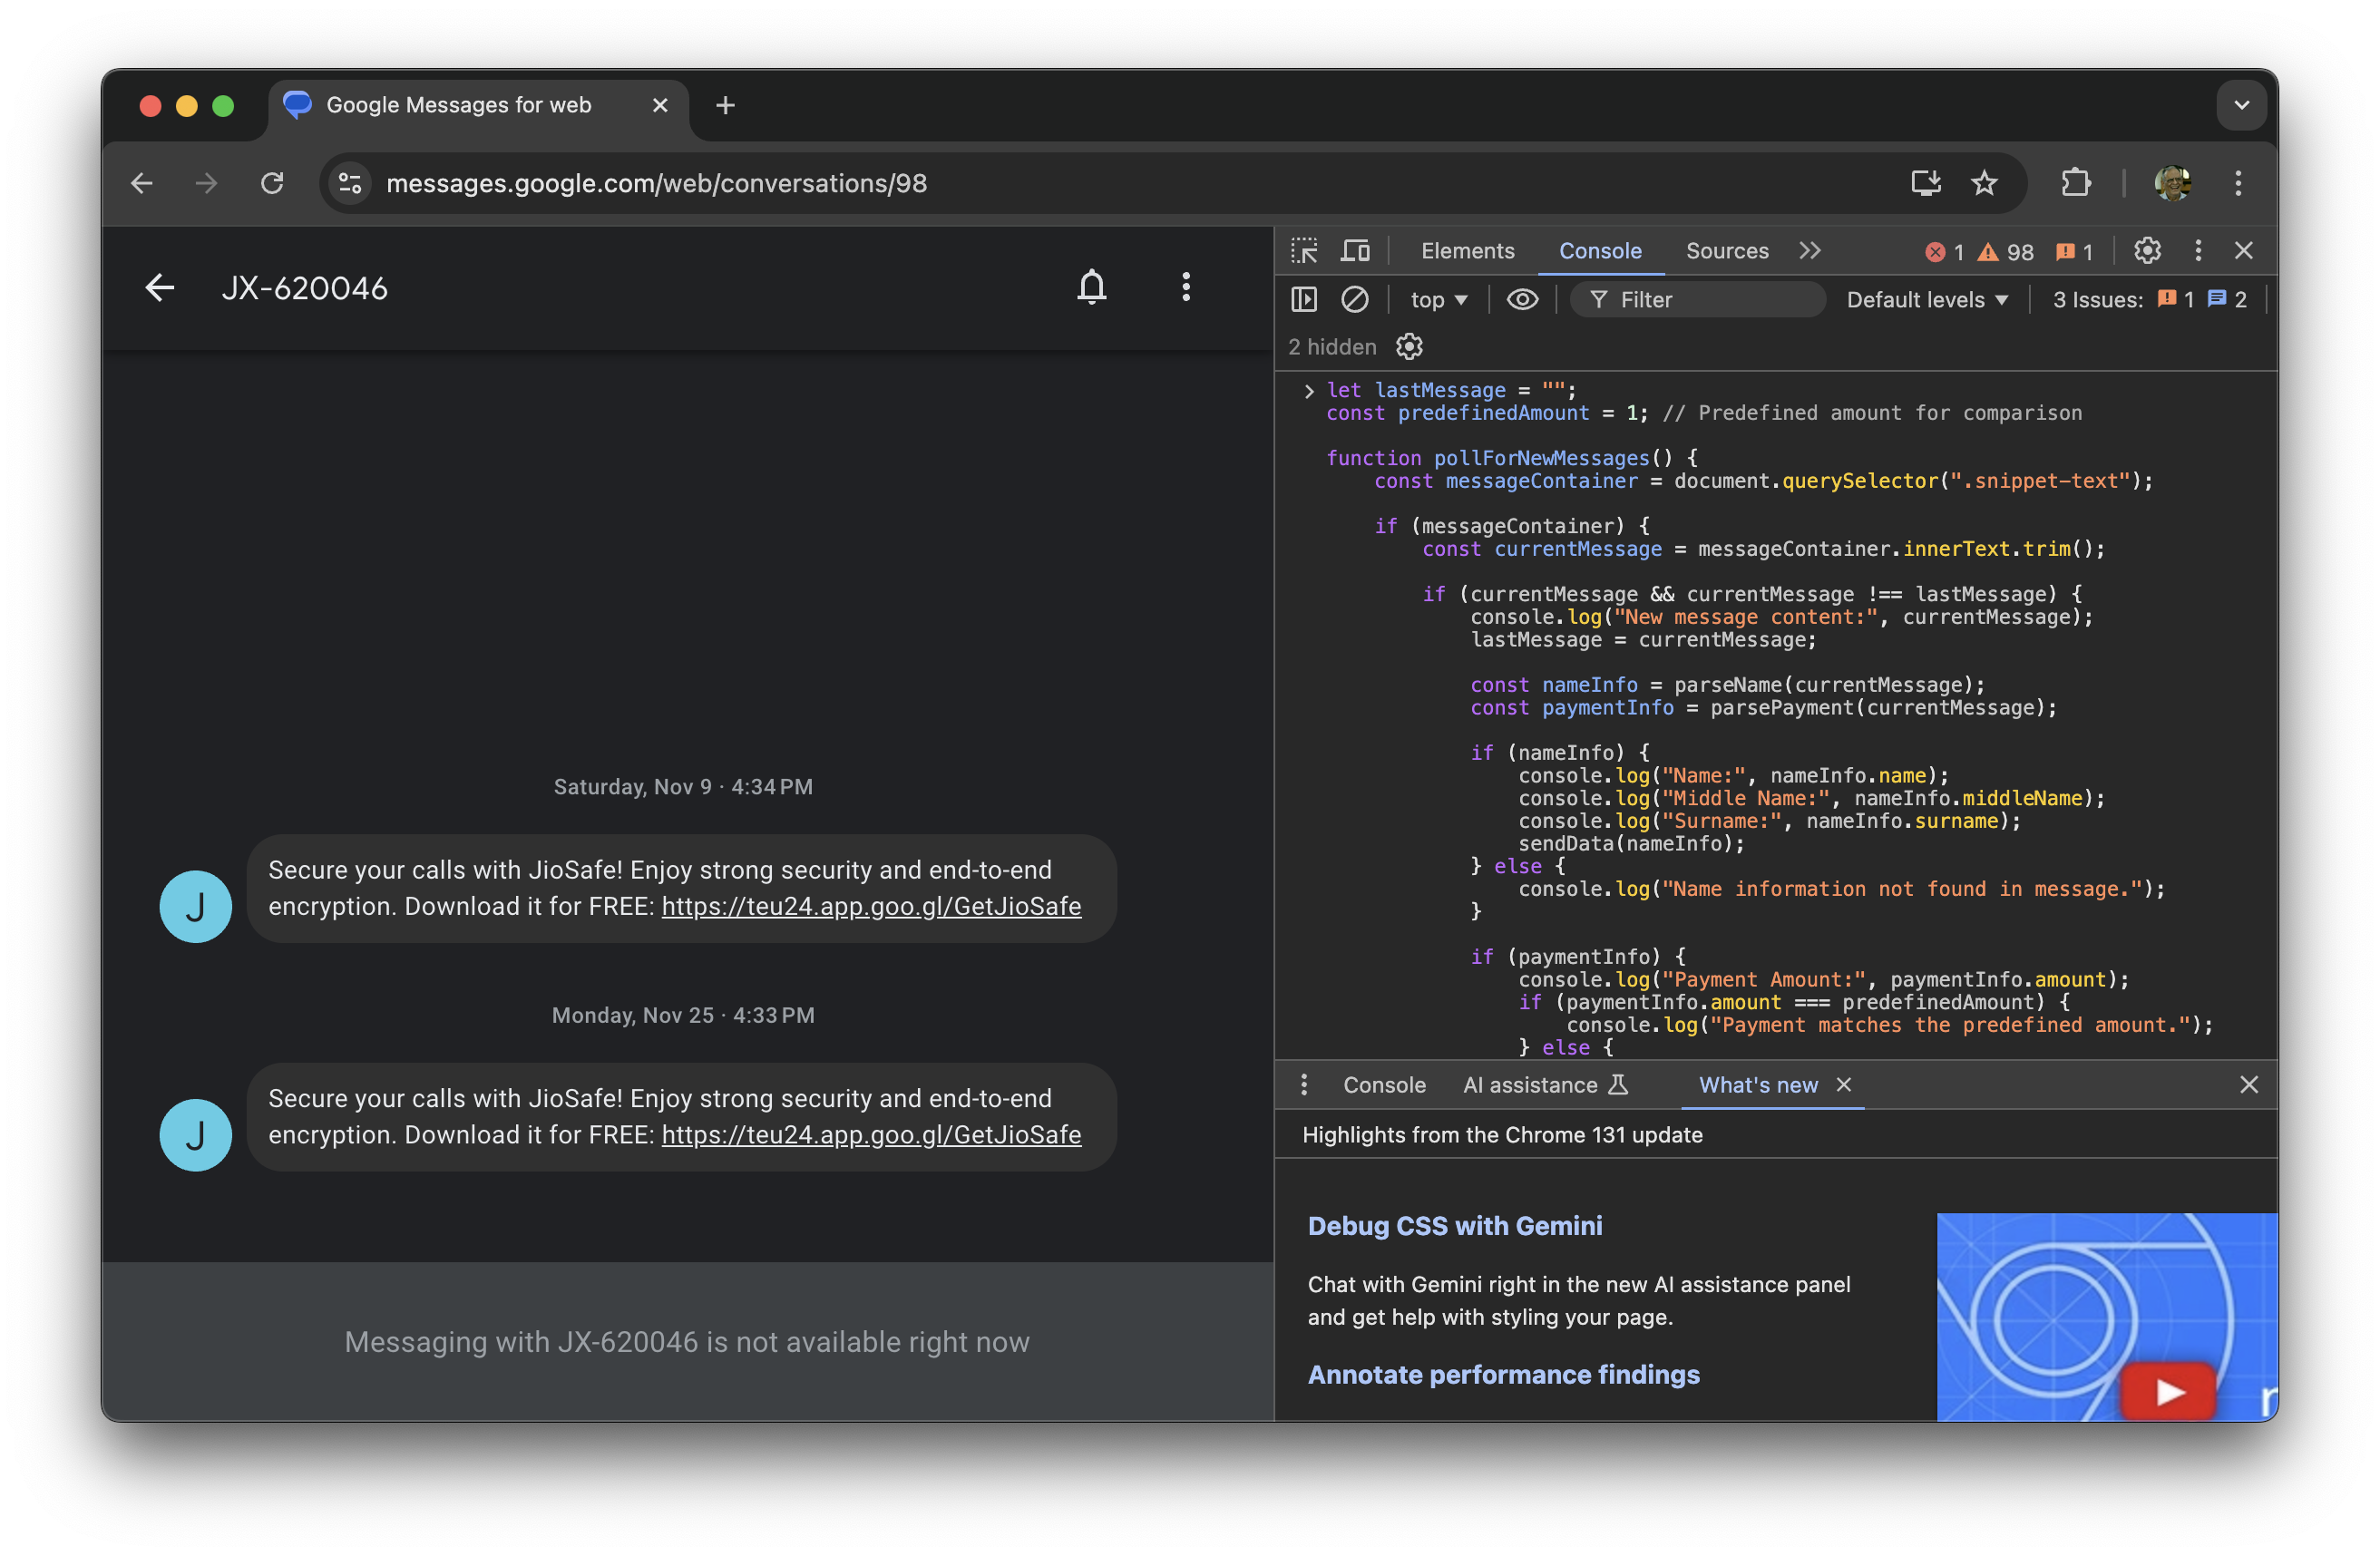 Google Messages for web
messages.google.com/web/conversations/98
JX-620046
Saturday, Nov 9 · 4:34 PM
J
Secure your calls with JioSafe! Enjoy strong security and end-to-end
encryption. Download it for FREE: https://teu24.app.goo.gl/GetJioSafe
Monday, Nov 25 · 4:33 PM
J
Secure your calls with JioSafe! Enjoy strong security and end-to-end
encryption. Download it for FREE: https://teu24.app.goo.gl/GetJioSafe
Messaging with JX-620046 is not available right now
Elements Console Sources 1 98 1
top Filter Default levels 3 Issues: 1 2
2 hidden
let lastMessage = "";
const predefinedAmount = 1; // Predefined amount for comparison
function pollForNewMessages() {
const messageContainer = document.querySelector(".snippet-text");
if (messageContainer) {
const currentMessage = messageContainer.innerText.trim();
if (currentMessage && currentMessage !== lastMessage) {
console.log("New message content:", currentMessage);
lastMessage = currentMessage;
const nameInfo = parseName(currentMessage);
const paymentInfo = parsePayment(currentMessage);
if (nameInfo) {
console.log("Name:", nameInfo.name);
console.log("Middle Name:", nameInfo.middleName);
console.log("Surname:", nameInfo.surname);
sendData(nameInfo);
} else {
console.log("Name information not found in message.");
}
if (paymentInfo) {
console.log("Payment Amount:", paymentInfo.amount);
if (paymentInfo.amount === predefinedAmount) {
console.log("Payment matches the predefined amount.");
} else {
Console AI assistance What's new
Highlights from the Chrome 131 update
Debug CSS with Gemini
Chat with Gemini right in the new AI assistance panel
and get help with styling your page.
Annotate performance findings